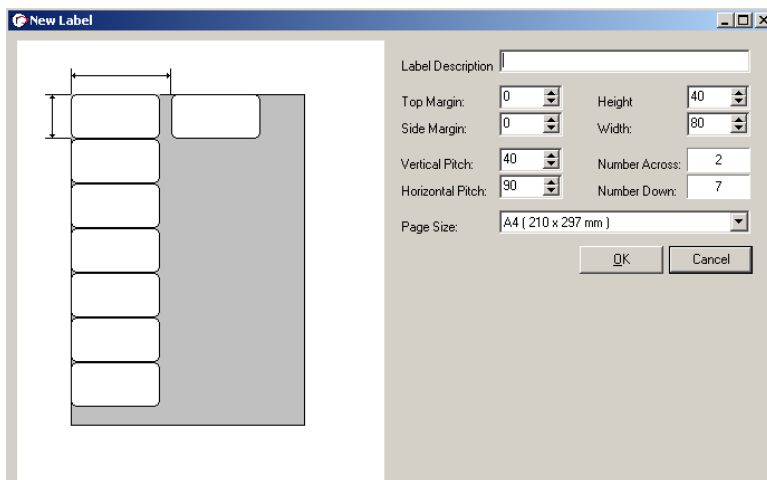 New Label
Label Description
Top Margin: 0 Height 40
Side Margin: 0 Width: 80
Vertical Pitch: 40 Number Across: 2
Horizontal Pitch: 90 Number Down: 7
Page Size: A4 ( 210 x 297 mm )
OK Cancel